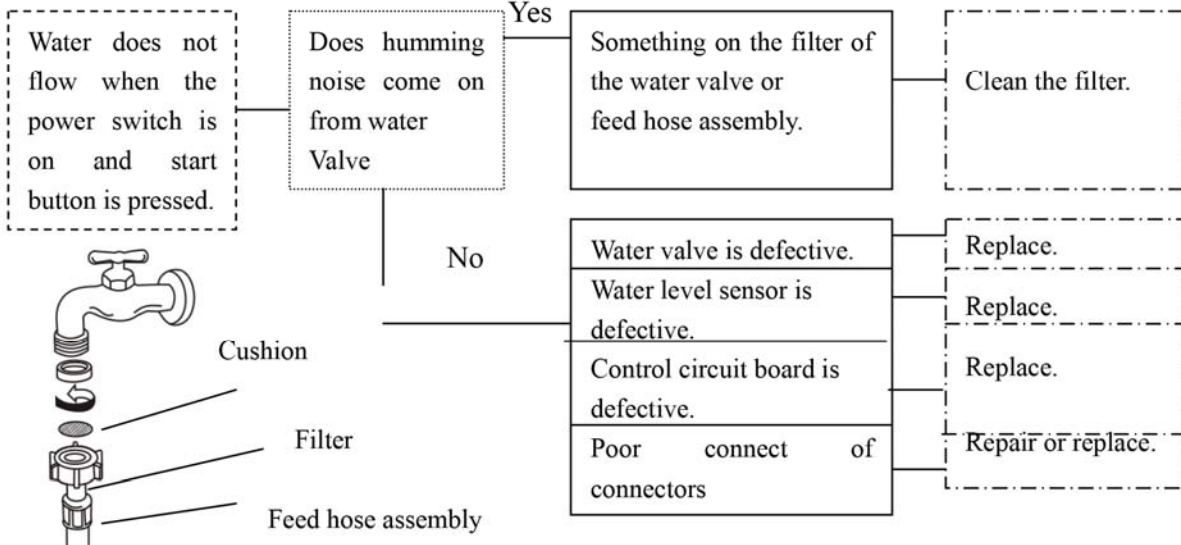 Water does not
flow when the
power switch is
on and start
button is pressed.
Does humming
noise come on
from water
Valve
Yes
Something on the filter of
the water valve or
feed hose assembly.
Clean the filter.
No
Water valve is defective.
Replace.
Water level sensor is
defective.
Replace.
Control circuit board is
defective.
Replace.
Poor connect of
connectors
Repair or replace.
Cushion
Filter
Feed hose assembly